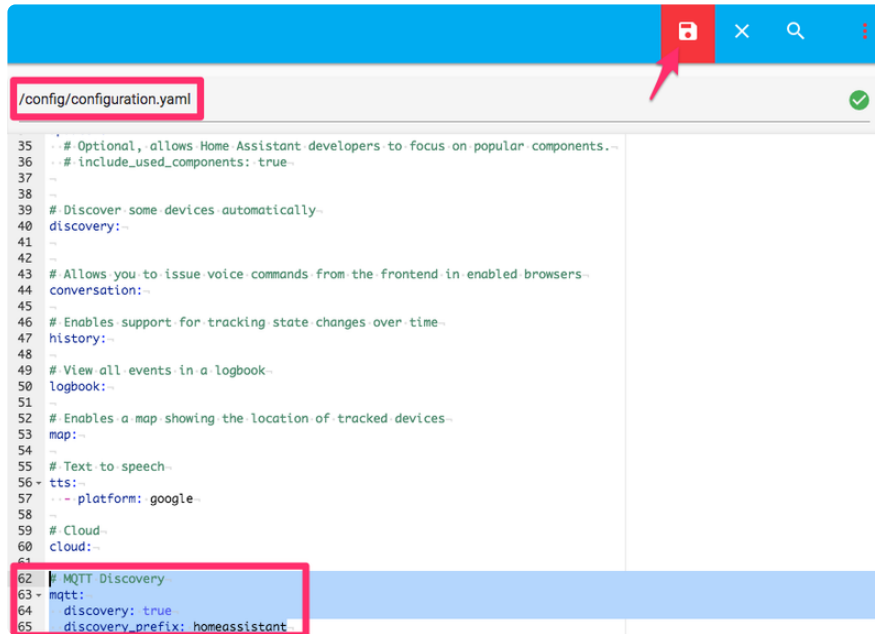 /config/configuration.yaml
35 # Optional, allows Home Assistant developers to focus on popular components.
36 # include_used_components: true
37
38
39 # Discover some devices automatically
40 discovery:
41
42
43 # Allows you to issue voice commands from the frontend in enabled browsers
44 conversation:
45
46 # Enables support for tracking state changes over time
47 history:
48
49 # View all events in a logbook
50 logbook:
51
52 # Enables a map showing the location of tracked devices
53 map:
54
55 # Text to speech
56 tts:
57 - platform: google
58
59 # Cloud
60 cloud:
61
62 # MQTT Discovery
63 mqtt:
64 discovery: true
65 discovery_prefix: homeassistant